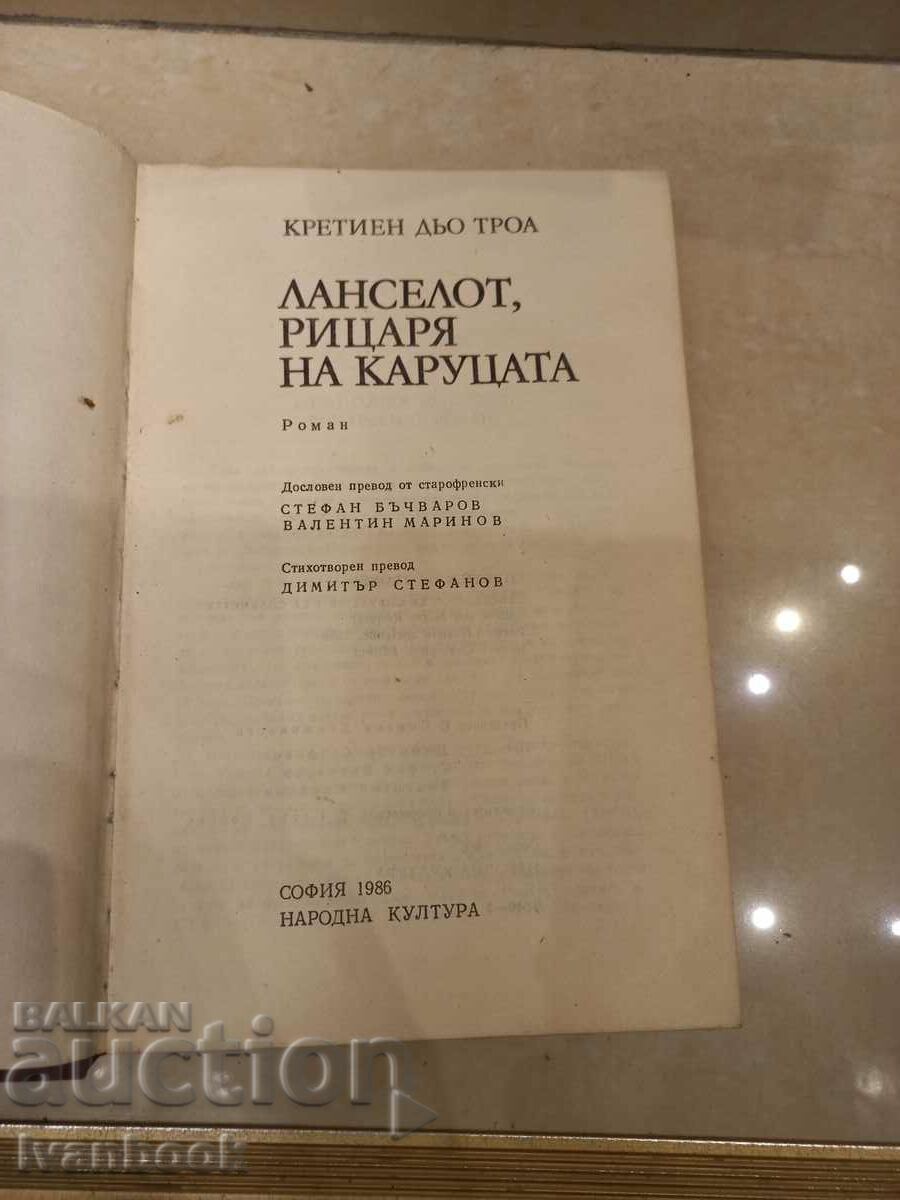 КРЕТИЕН ДЬО ТРОА
ЛАНСЕЛОТ,
РИЦАРЯ
НА КАРУЦАТА
Роман
Дословен превод от старофренски
СТЕФАН БЪЧВАРОВ
ВАЛЕНТИН МАРИНОВ
Стихотворен превод
ДИМИТЪР СТЕФАНОВ
СОФИЯ 1986
НАРОДНА КУЛТУРА
BALKAN
auction
Ivanbook